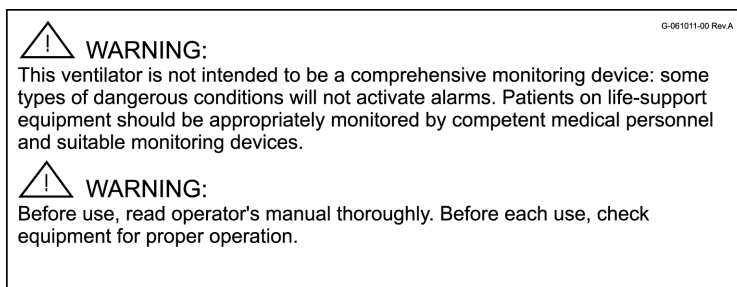 G-061011-00 Rev.A
WARNING:
This ventilator is not intended to be a comprehensive monitoring device: some
types of dangerous conditions will not activate alarms. Patients on life-support
equipment should be appropriately monitored by competent medical personnel
and suitable monitoring devices.
WARNING:
Before use, read operator's manual thoroughly. Before each use, check
equipment for proper operation.